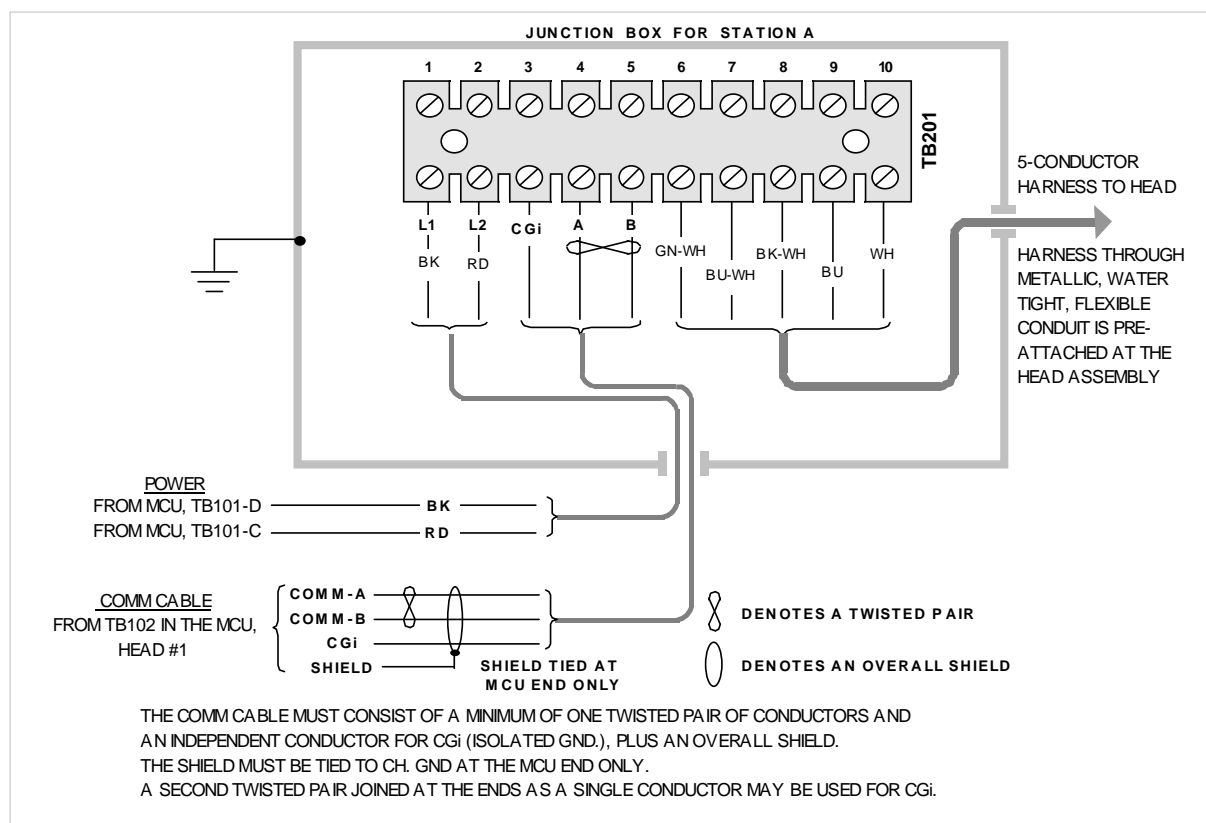 JUNCTION BOX FOR STATION A
1 2 3 4 5 6 7 8 9 10
TB201
L1 L2 CGi A B
BK RD GN-WH BU-WH BK-WH BU WH
5-CONDUCTOR
HARNESS TO HEAD
HARNESS THROUGH
METALLIC, WATER
TIGHT, FLEXIBLE
CONDUIT IS PRE-
ATTACHED AT THE
HEAD ASSEMBLY
POWER
FROM MCU, TB101-D BK
FROM MCU, TB101-C RD
COMM CABLE
FROM TB102 IN THE MCU,
HEAD #1
COMM-A
COMM-B
CGi
SHIELD
SHIELD TIED AT
MCU END ONLY
DENOTES A TWISTED PAIR
DENOTES AN OVERALL SHIELD
THE COMM CABLE MUST CONSIST OF A MINIMUM OF ONE TWISTED PAIR OF CONDUCTORS AND
AN INDEPENDENT CONDUCTOR FOR CGi (ISOLATED GND.), PLUS AN OVERALL SHIELD.
THE SHIELD MUST BE TIED TO CH. GND AT THE MCU END ONLY.
A SECOND TWISTED PAIR JOINED AT THE ENDS AS A SINGLE CONDUCTOR MAY BE USED FOR CGi.